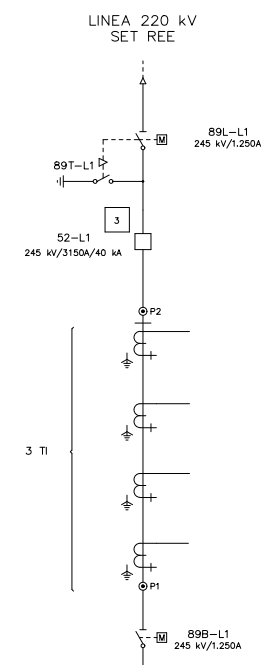 LINEA 220 kV
SET REE
89L-L1
245 kV/1.250A
M
89T-L1
3
52-L1
245 kV/3150A/40 kA
P2
3 TI
P1
89B-L1
245 kV/1.250A
M